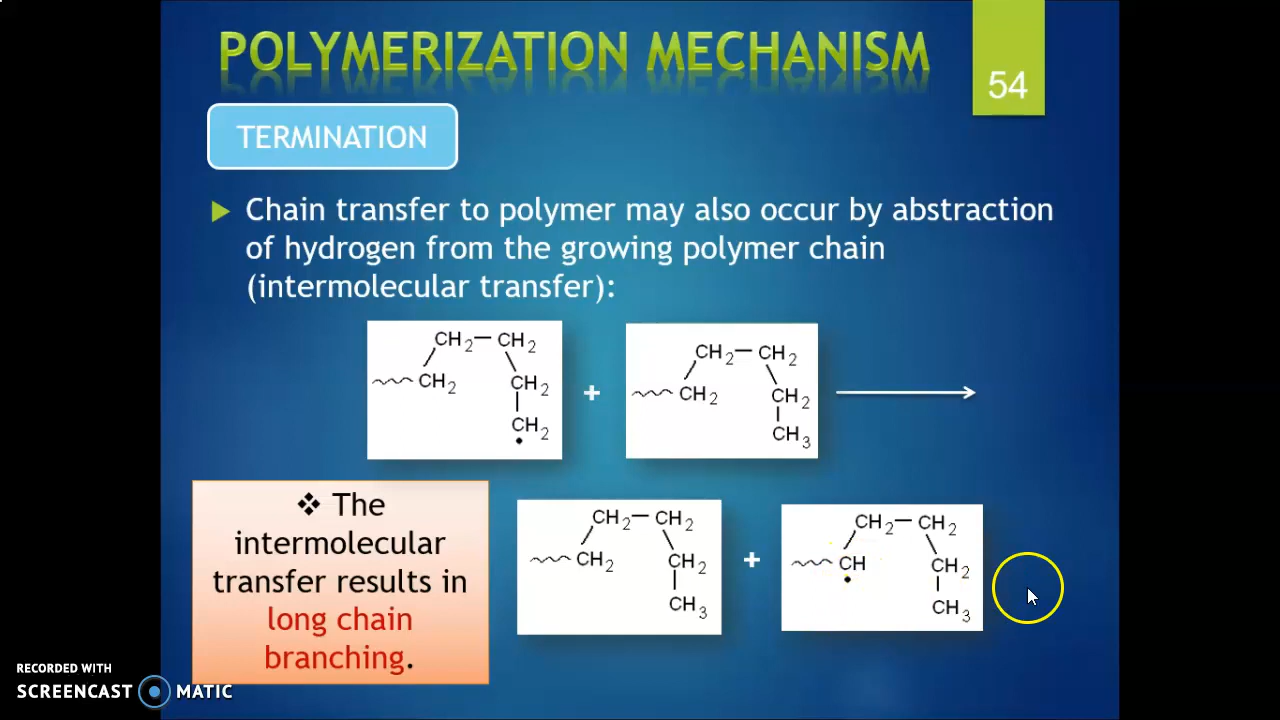 POLYMERIZATION MECHANISM
54
TERMINATION
Chain transfer to polymer may also occur by abstraction
of hydrogen from the growing polymer chain
(intermolecular transfer):
CH2 — CH2
CH2 CH2
CH2
•
+
CH2 — CH2
CH2 CH2
CH3
❖ The
intermolecular
transfer results in
long chain
branching.
CH2 — CH2
CH2 CH2
CH3
+
CH2 — CH2
CH CH2
• CH3
RECORDED WITH
SCREENCAST MATIC